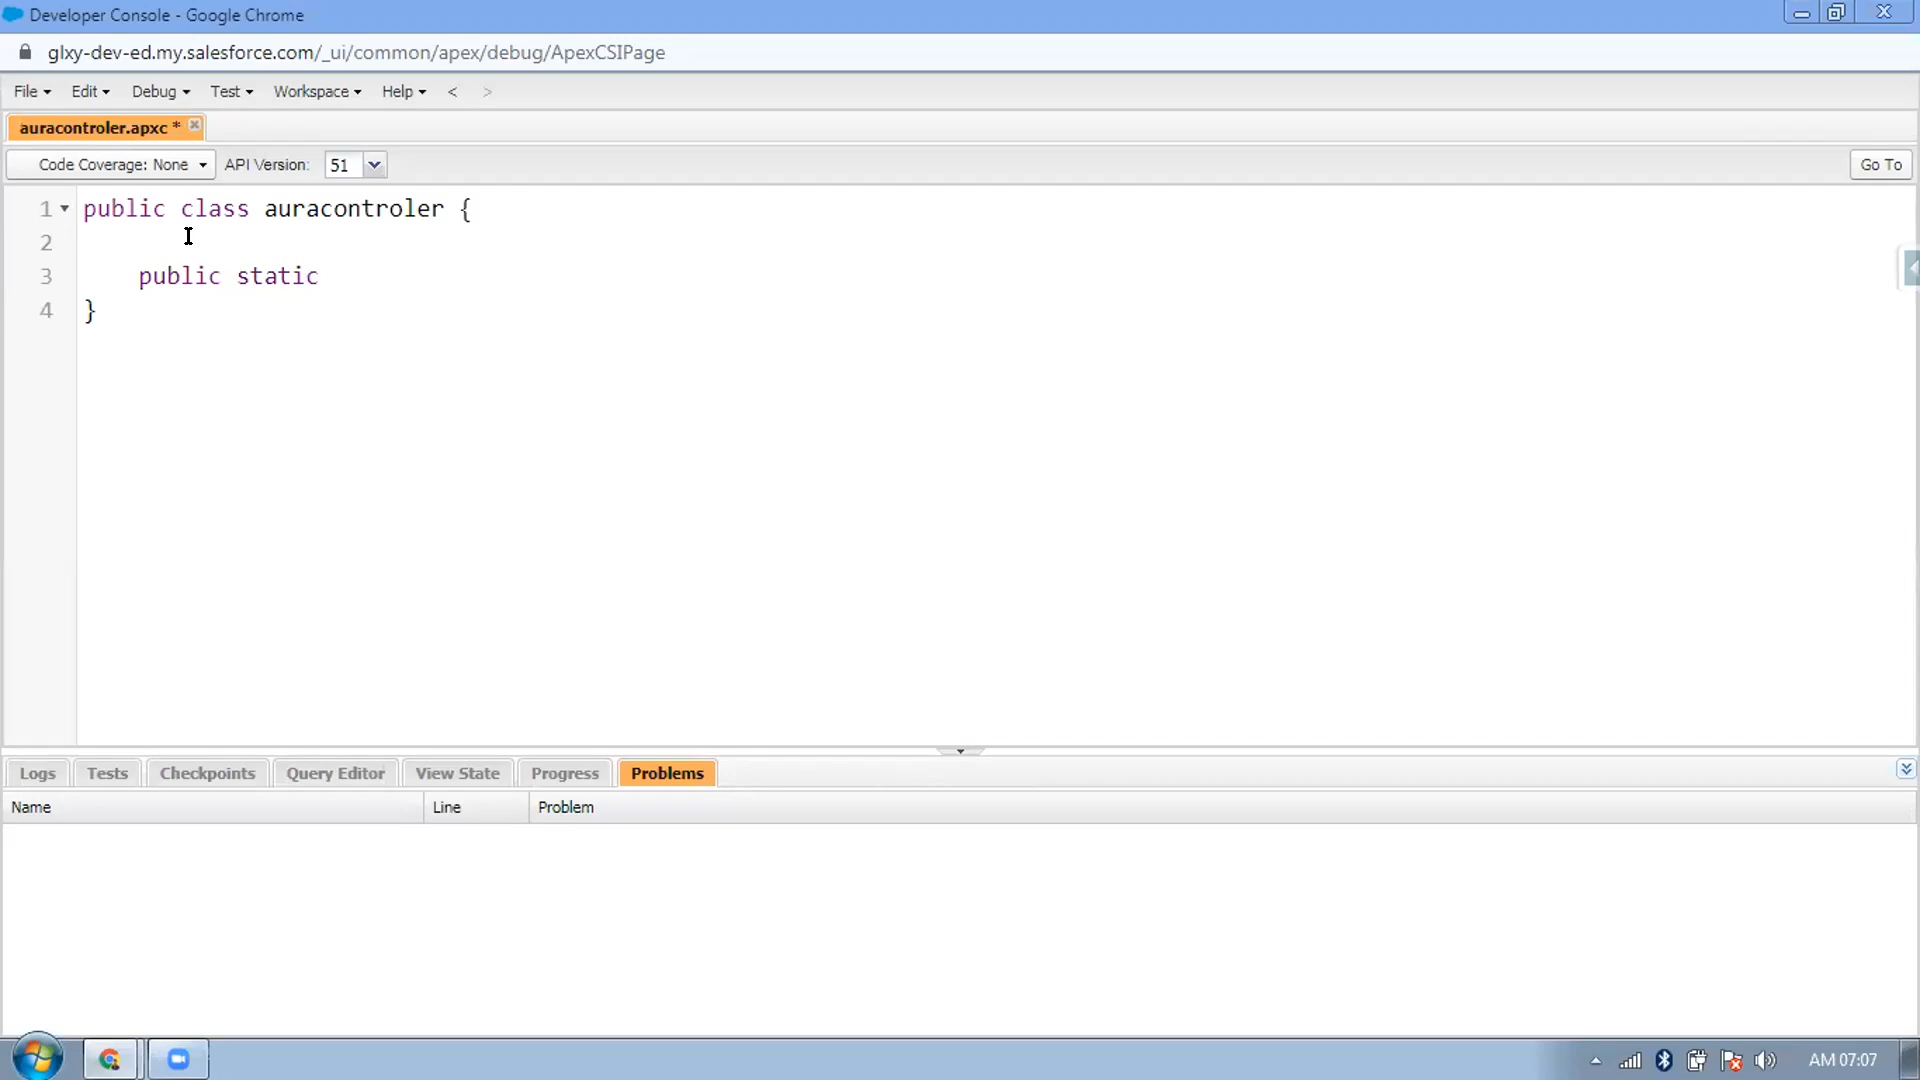 Developer Console - Google Chrome
glxy-dev-ed.my.salesforce.com/_ui/common/apex/debug/ApexCSIPage
File Edit Debug Test Workspace Help < >
auracontroler.apxc *
Code Coverage: None API Version: 51 Go To
1 public class auracontroler {
2
3 public static
4 }
Logs Tests Checkpoints Query Editor View State Progress Problems
Name Line Problem
AM 07:07